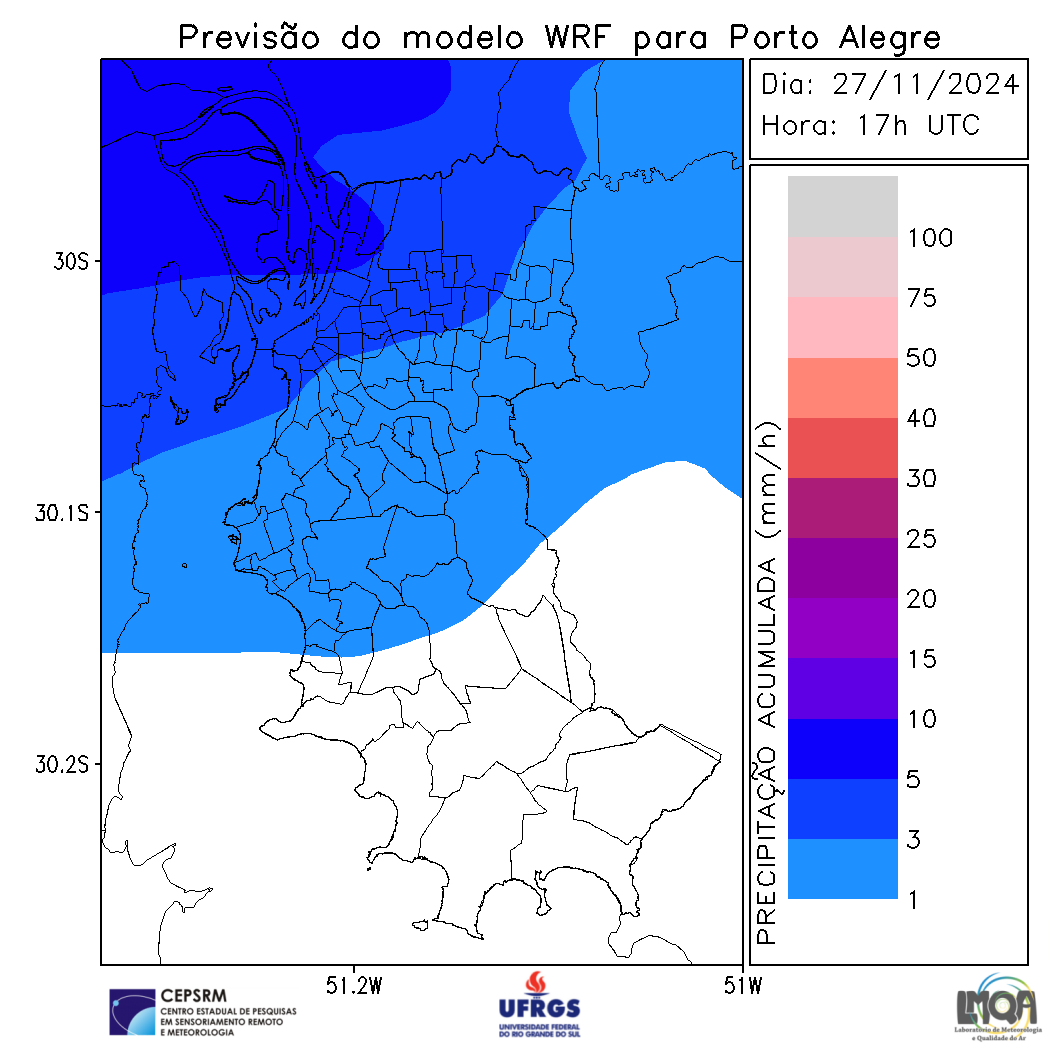 Previsão do modelo WRF para Porto Alegre
Dia: 27/11/2024
Hora: 17h UTC
30S
30.1S
30.2S
51.2W
51W
PRECIPITAÇÃO ACUMULADA (mm/h)
100
75
50
40
30
25
20
15
10
5
3
1
CEPSRM
CENTRO ESTADUAL DE PESQUISAS
EM SENSORIAMENTO REMOTO
E METEOROLOGIA
UFRGS
UNIVERSIDADE FEDERAL
DO RIO GRANDE DO SUL
LMQA
Laboratório de Meteorologia
e Qualidade do Ar